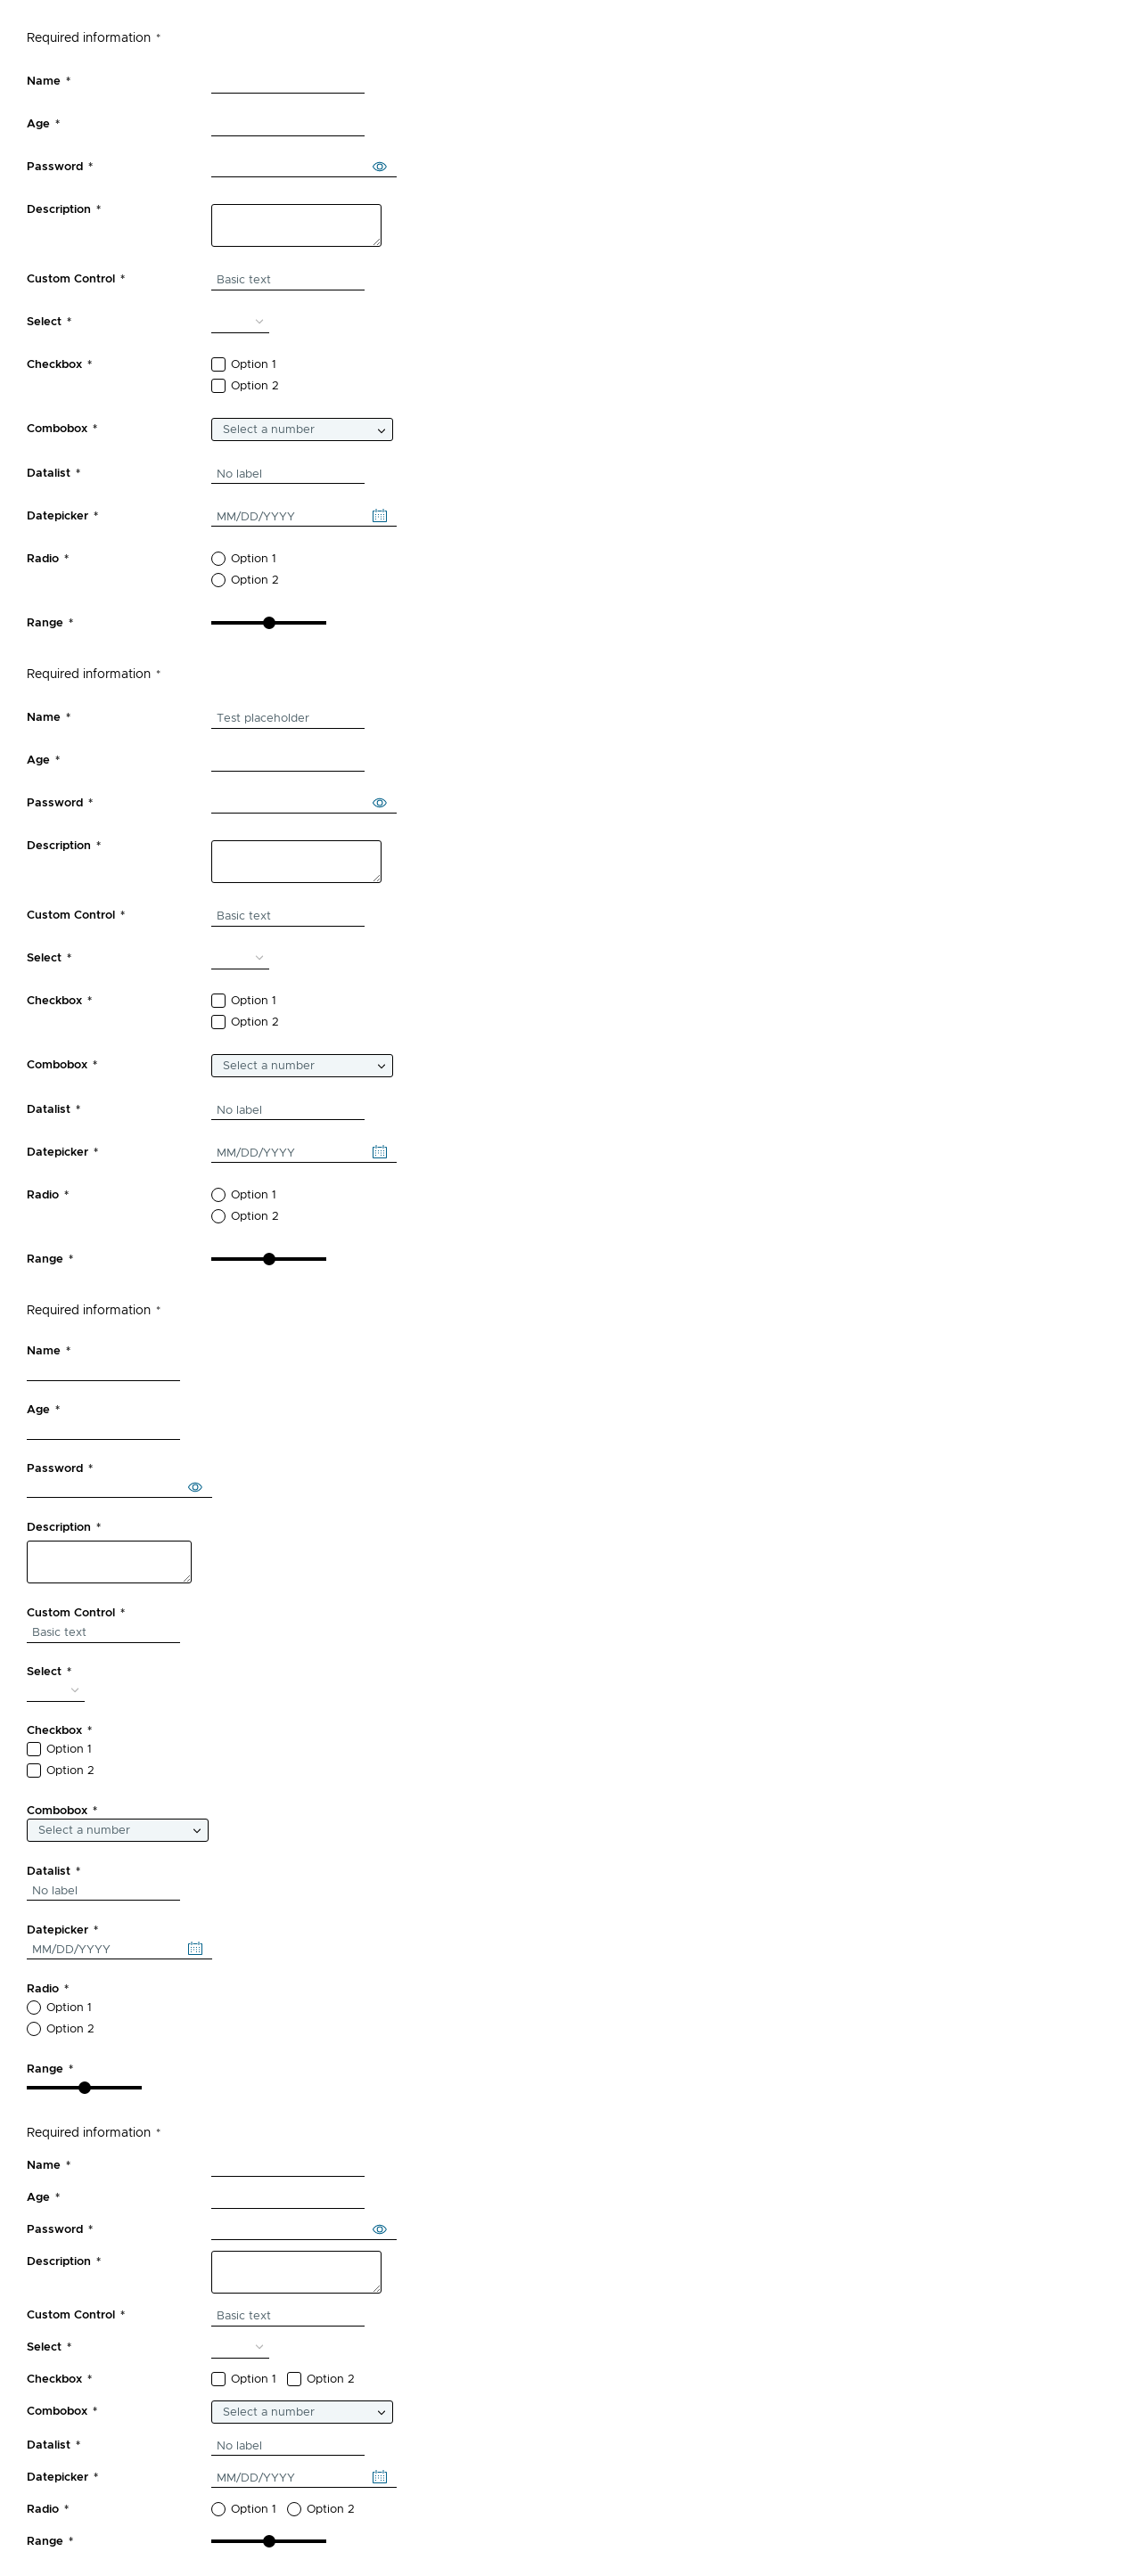 Required information *
Name *
Age *
Password *
Description *
Custom Control * Basic text
Select *
Checkbox * Option 1
Option 2
Combobox * Select a number
Datalist * No label
Datepicker * MM/DD/YYYY
Radio * Option 1
Option 2
Range *
Required information *
Name * Test placeholder
Age *
Password *
Description *
Custom Control * Basic text
Select *
Checkbox * Option 1
Option 2
Combobox * Select a number
Datalist * No label
Datepicker * MM/DD/YYYY
Radio * Option 1
Option 2
Range *
Required information *
Name *
Age *
Password *
Description *
Custom Control *
Basic text
Select *
Checkbox *
Option 1
Option 2
Combobox *
Select a number
Datalist *
No label
Datepicker *
MM/DD/YYYY
Radio *
Option 1
Option 2
Range *
Required information *
Name *
Age *
Password *
Description *
Custom Control * Basic text
Select *
Checkbox * Option 1 Option 2
Combobox * Select a number
Datalist * No label
Datepicker * MM/DD/YYYY
Radio * Option 1 Option 2
Range *